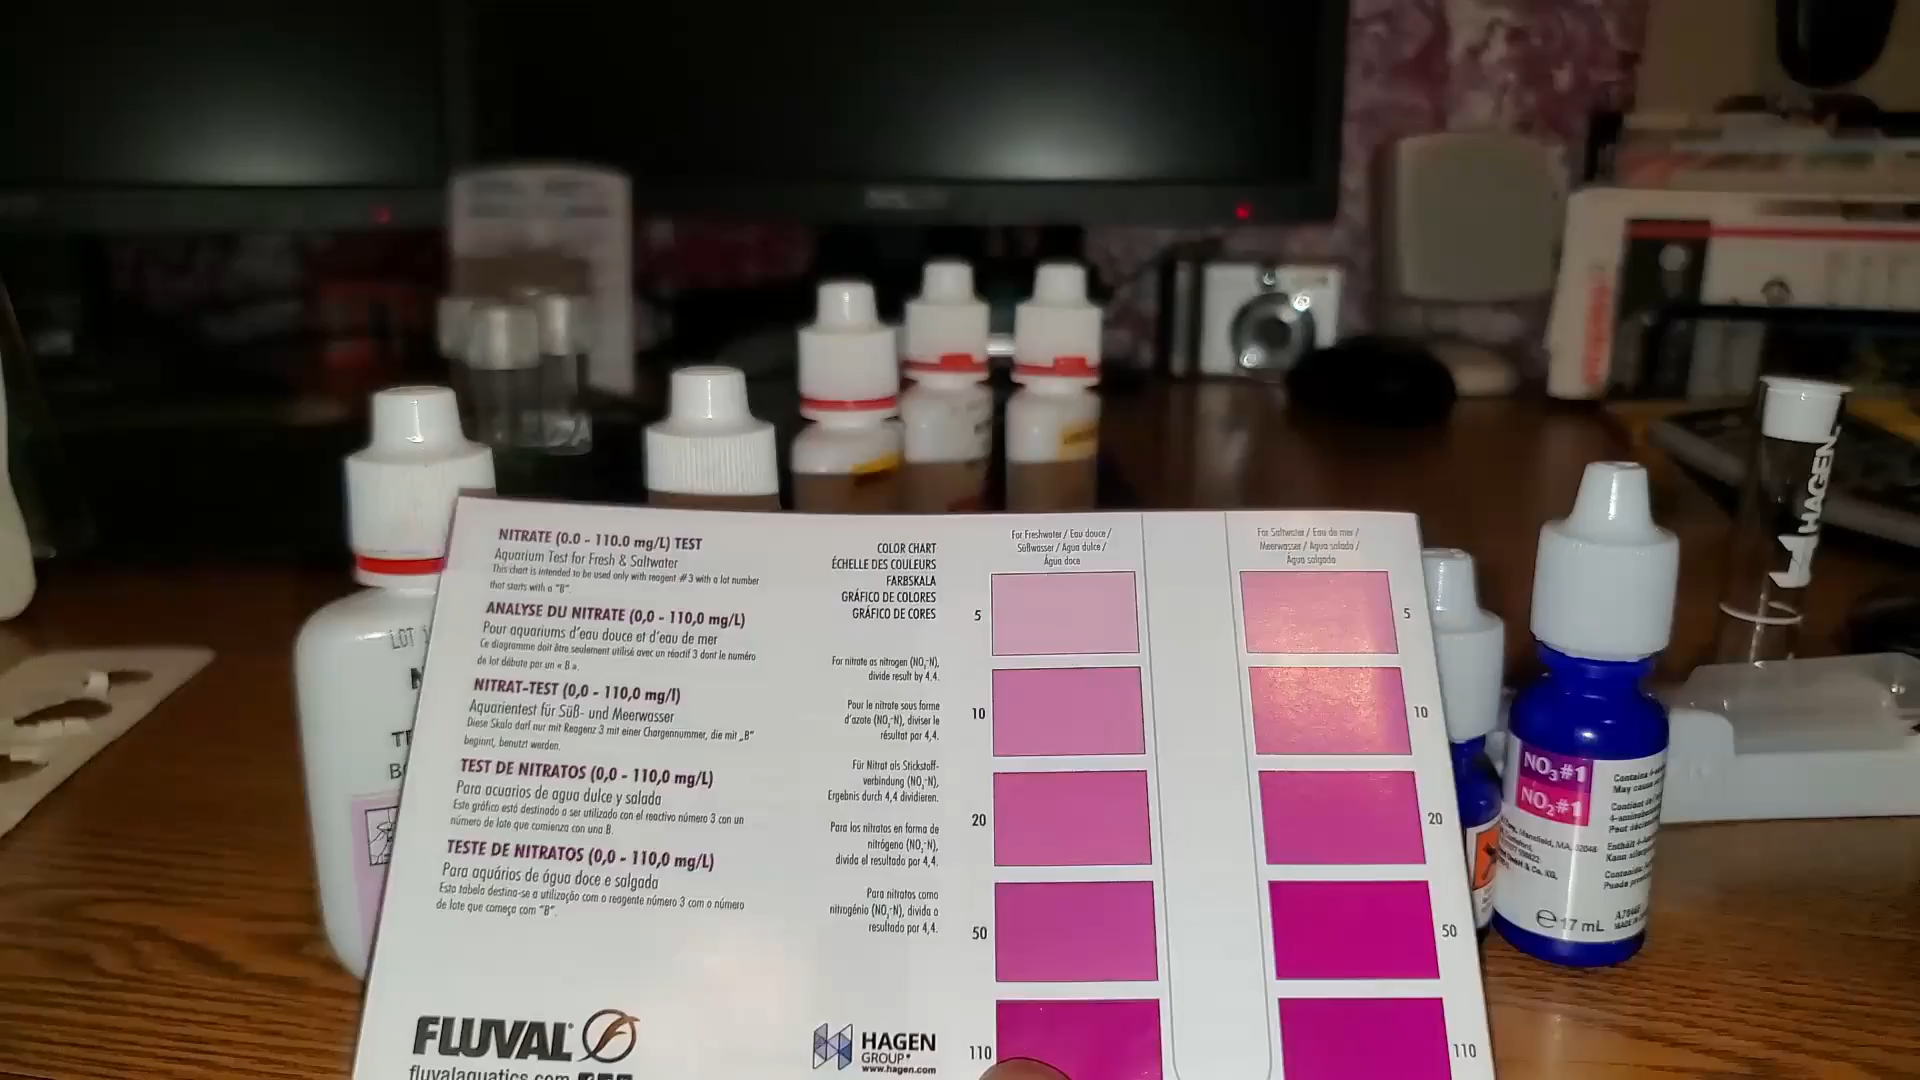 NITRATE (0.0 - 110.0 mg/L) TEST
Aquarium Test for Fresh & Saltwater
This chart is intended to be used only with reagent #3 with a lot number
that starts with a "B".
ANALYSE DU NITRATE (0,0 - 110,0 mg/L)
Pour aquariums d'eau douce et d'eau de mer
Ce diagramme doit être seulement utilisé avec un réactif 3 dont le numéro
de lot débute par un « B ».
NITRAT-TEST (0,0 - 110,0 mg/l)
Aquarientest für Süß- und Meerwasser
Diese Skala darf nur mit Reagenz 3 mit einer Chargennummer, die mit „B"
beginnt, benutzt werden.
TEST DE NITRATOS (0,0 - 110,0 mg/L)
Para acuarios de agua dulce y salada
Este gráfico está destinado a ser utilizado con el reactivo número 3 con un
número de lote que comienza con una B.
TESTE DE NITRATOS (0,0 - 110,0 mg/L)
Para aquários de água doce e salgada
Esta tabela destina-se a utilização com o reagente número 3 com o número
de lote que começa com "B".
FLUVAL
fluvalaquatics.com
COLOR CHART
ÉCHELLE DES COULEURS
FARBSKALA
GRÁFICO DE COLORES
GRÁFICO DE CORES
For nitrate as nitrogen (NO₃-N),
divide result by 4.4.
Pour le nitrate sous forme
d'azote (NO₃-N), diviser le
résultat par 4,4.
Für Nitrat als Stickstoff-
verbindung (NO₃-N),
Ergebnis durch 4,4 dividieren.
Para los nitratos en forma de
nitrógeno (NO₃-N),
divida el resultado par 4,4.
Para nitratos como
nitrogénio (NO₃-N), divida o
resultado por 4,4.
HAGEN
GROUP
www.hagen.com
For Freshwater / Eau douce /
Süßwasser / Agua dulce /
Água doce
5
10
20
50
110
For Saltwater / Eau de mer /
Meerwasser / Agua salada /
Água salgada
5
10
20
50
110
LOT
HAGEN
NO₃#1
NO₂#1
e 17 mL